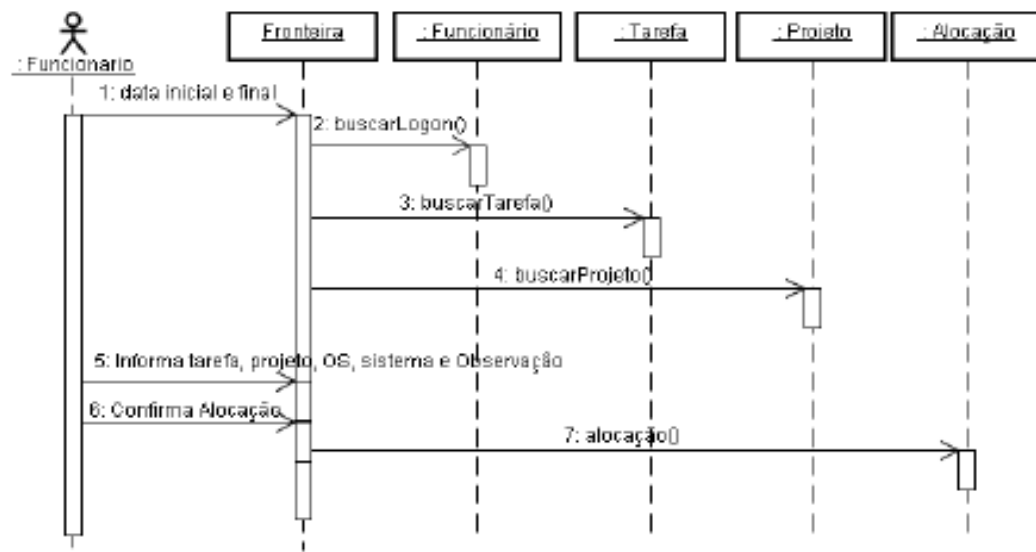 Fronteira
: Funcionário
: Tarefa
: Projeto
: Alocação
: Funcionario
1: data inicial e final
2: buscarLogon()
3: buscarTarefa()
4: buscarProjeto()
5: Informa tarefa, projeto, OS, sistema e Observação
6: Confirma Alocação
7: alocação()